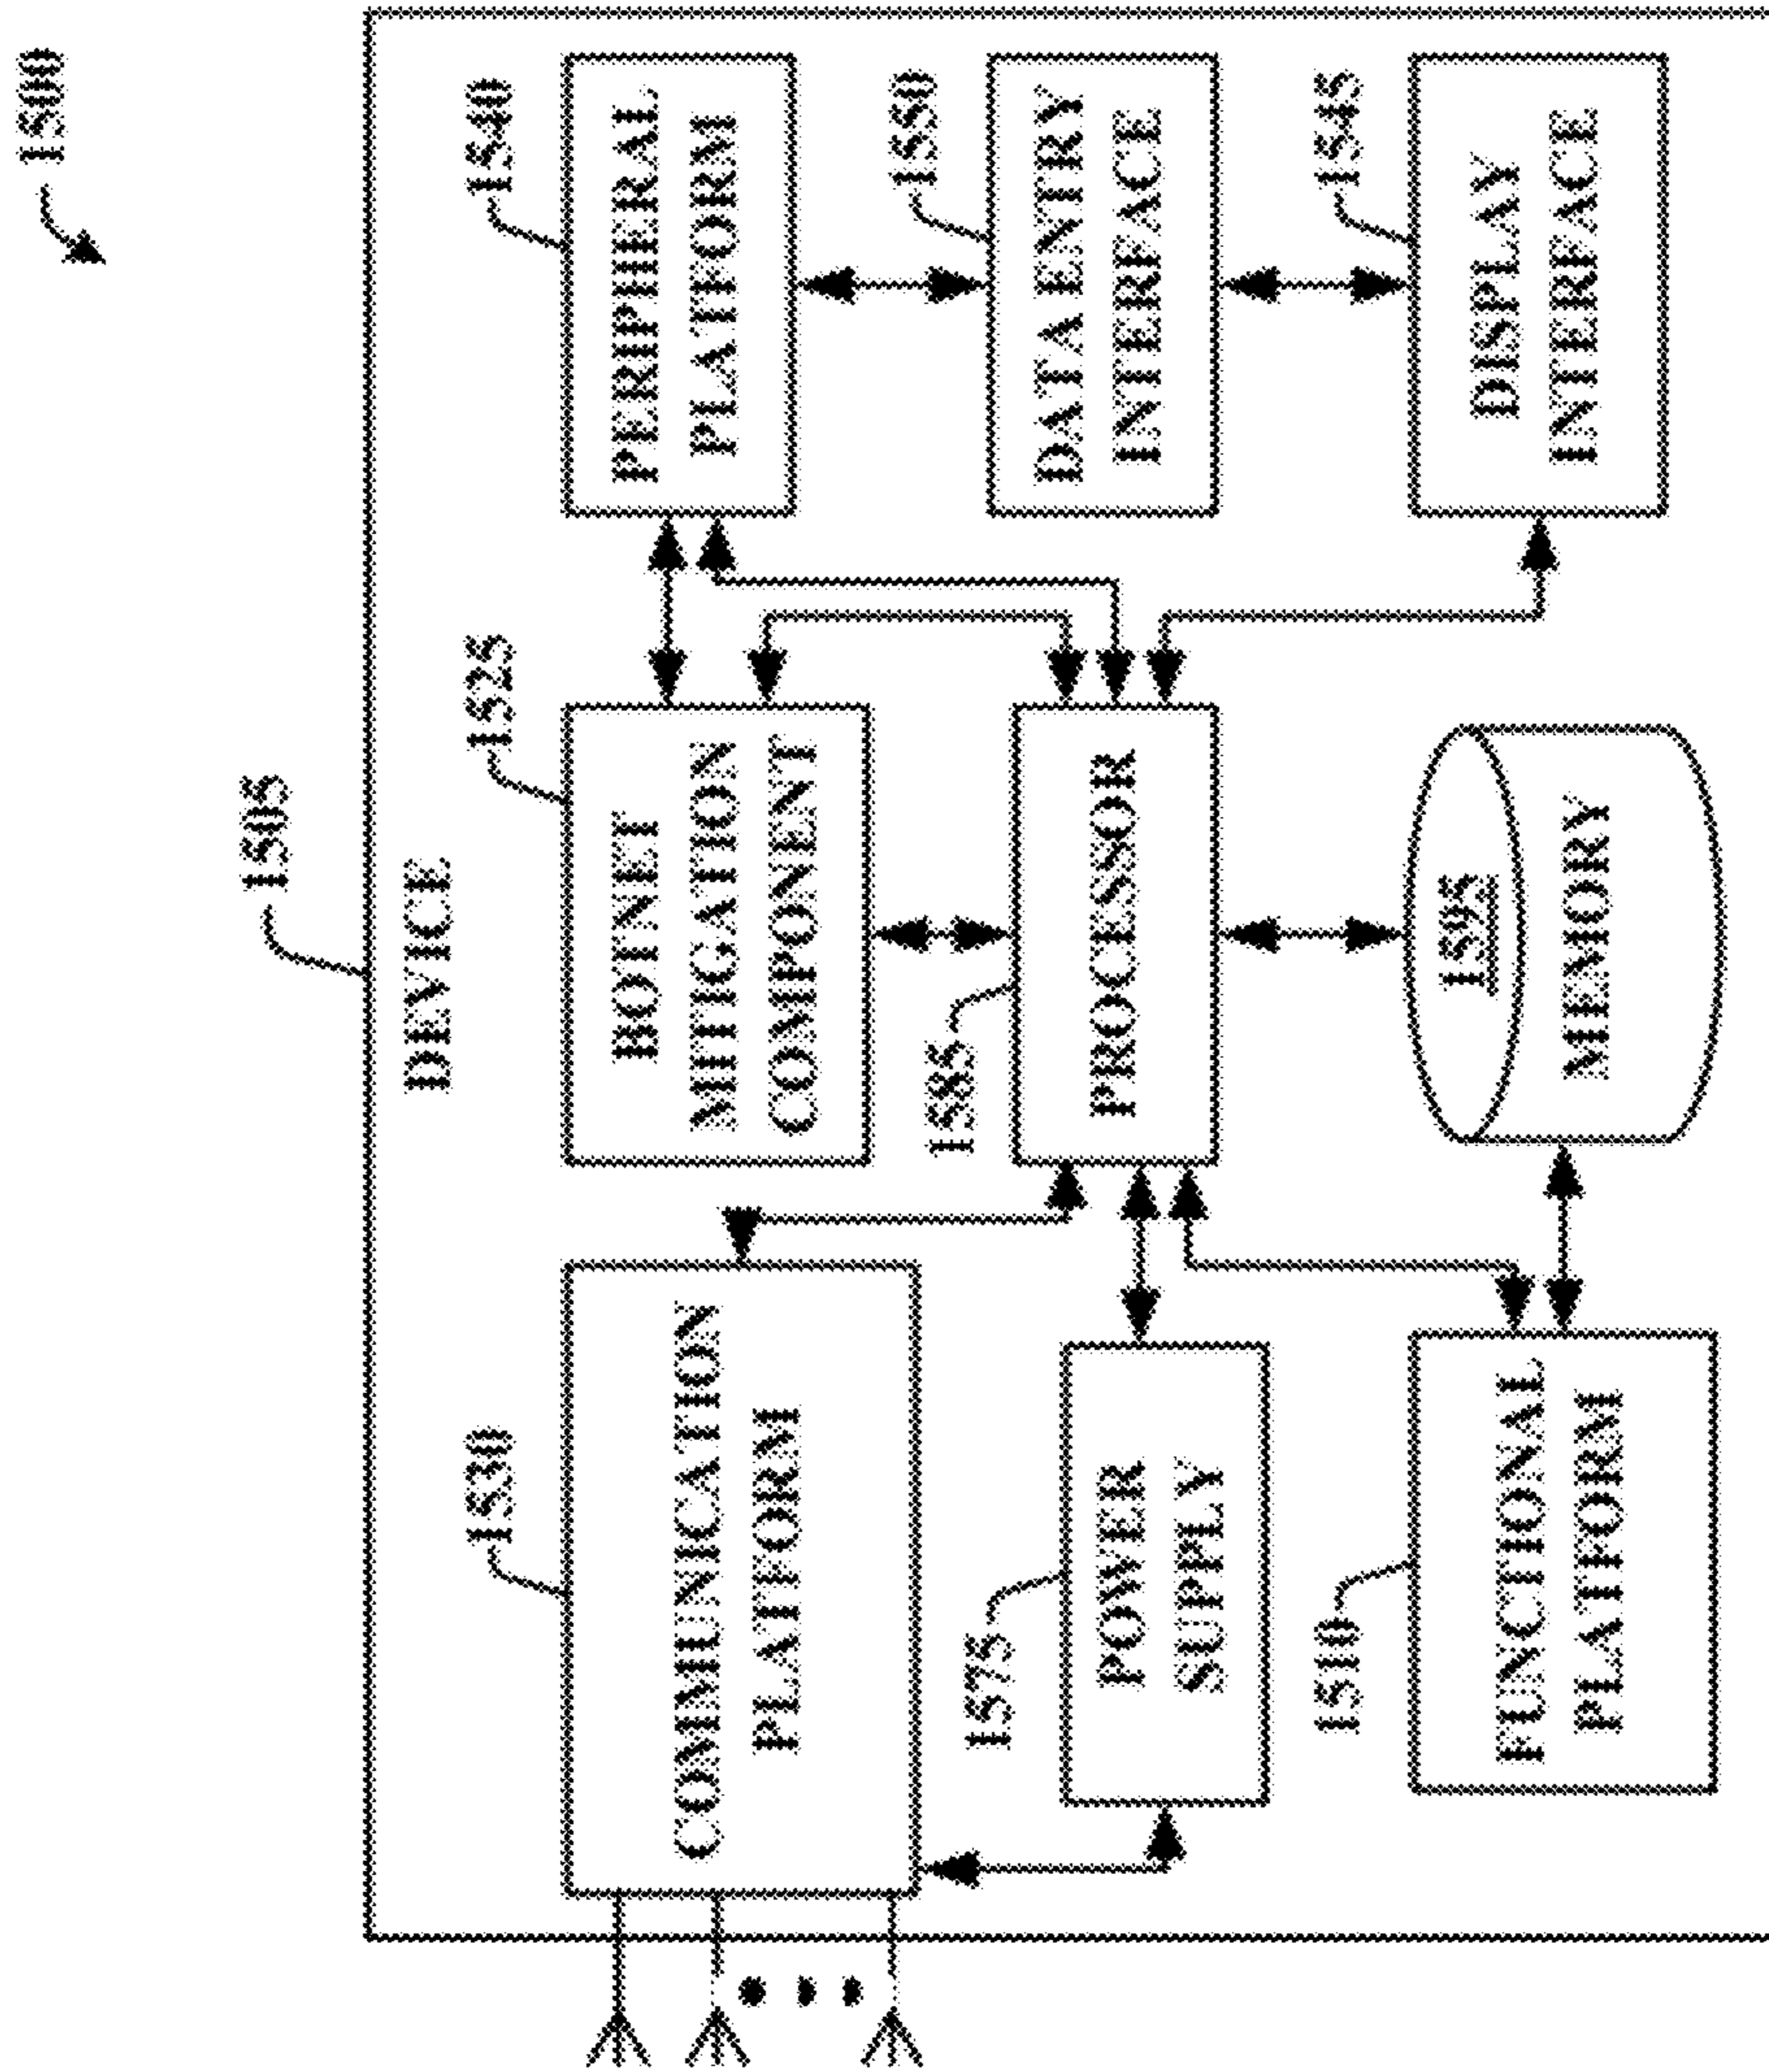 1500
1505
DEVICE
1530
COMMUNICATION
PLATFORM
1525
BOTNET
MITIGATION
COMPONENT
1540
PERIPHERAL
PLATFORM
1575
POWER
SUPPLY
1585
PROCESSOR
1580
DATA ENTRY
INTERFACE
1510
FUNCTIONAL
PLATFORM
1595
MEMORY
1545
DISPLAY
INTERFACE